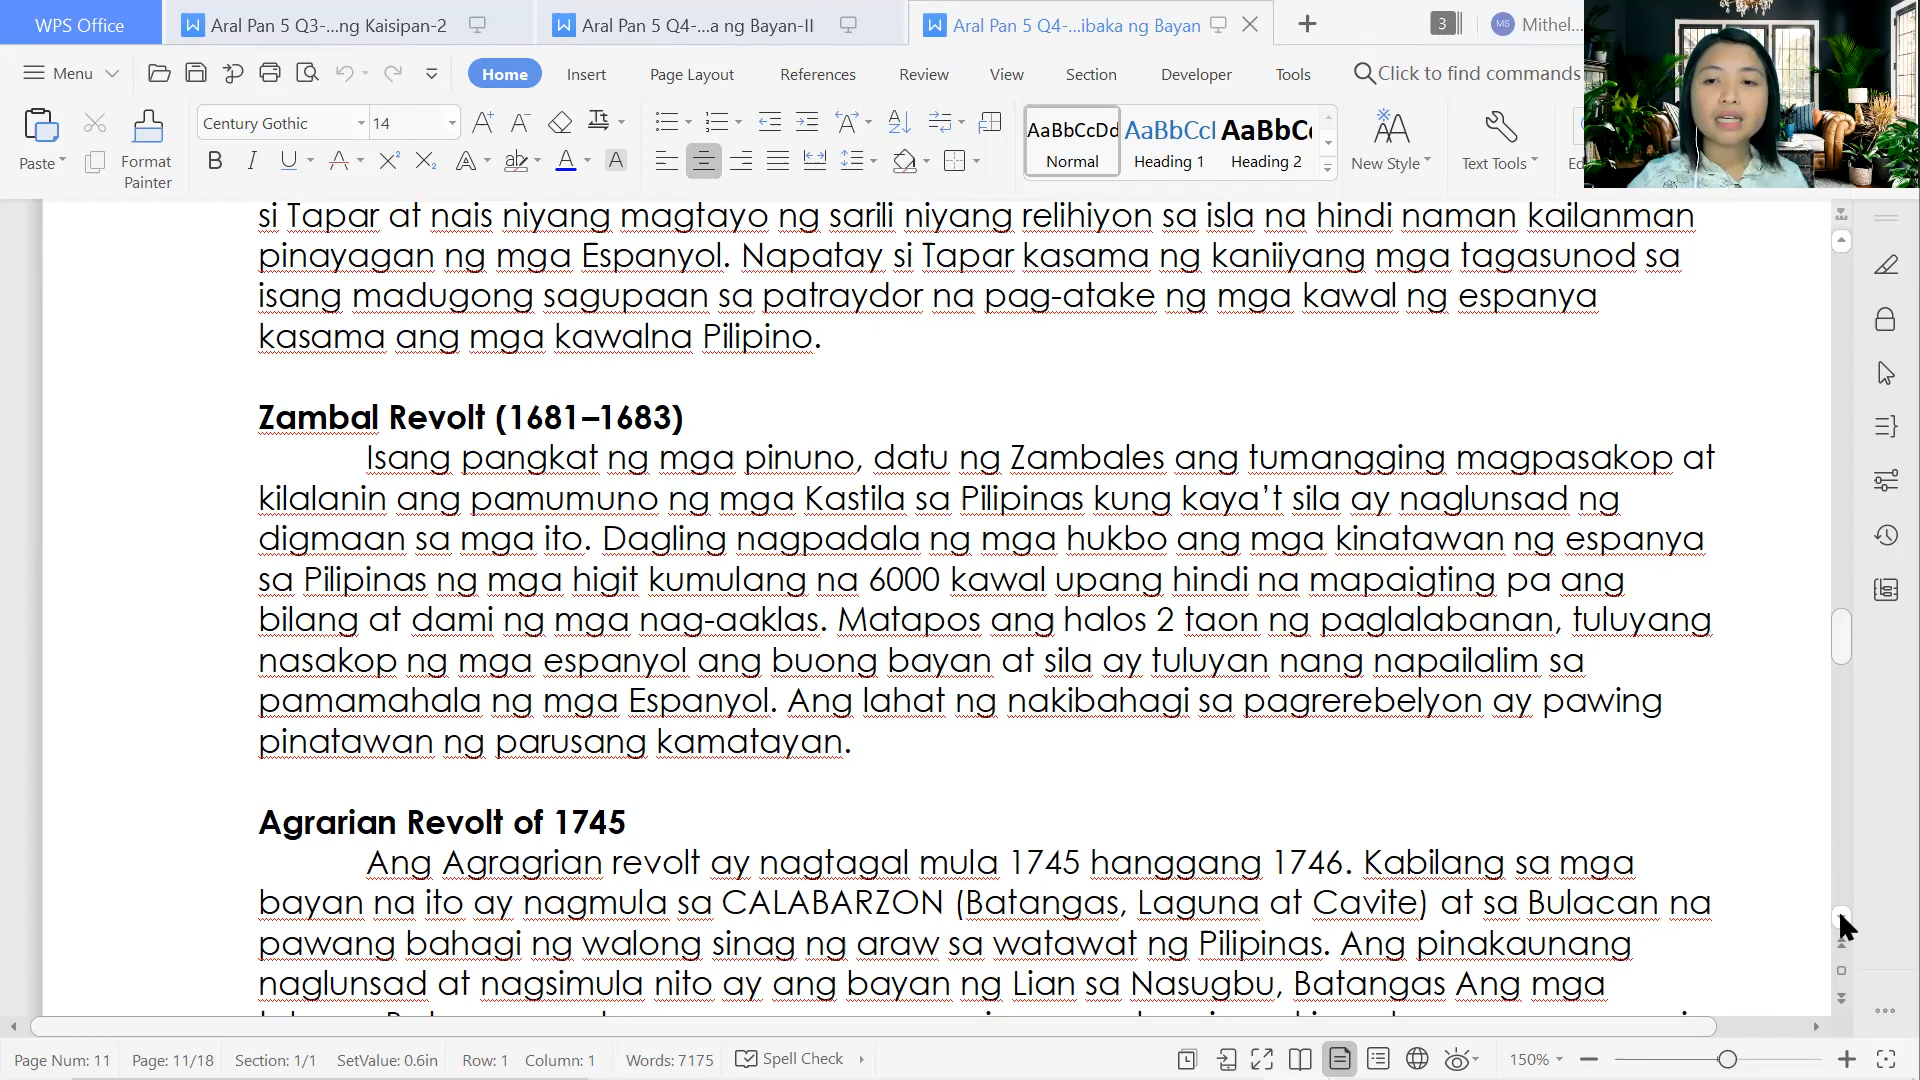 WPS Office
Aral Pan 5 Q3-...ng Kaisipan-2
Aral Pan 5 Q4-...a ng Bayan-II
Aral Pan 5 Q4-...ibaka ng Bayan
3
MS
Mithel...
Menu
Home
Insert
Page Layout
References
Review
View
Section
Developer
Tools
Click to find commands
Paste
Format
Painter
Century Gothic
14
AaBbCcDd
Normal
AaBbCcI
Heading 1
AaBbCc
Heading 2
New Style
Text Tools
si Tapar at nais niyang magtayo ng sarili niyang relihiyon sa isla na hindi naman kailanman
pinayagan ng mga Espanyol. Napatay si Tapar kasama ng kaniiyang mga tagasunod sa
isang madugong sagupaan sa patraydor na pag-atake ng mga kawal ng espanya
kasama ang mga kawalna Pilipino.
Zambal Revolt (1681–1683)
Isang pangkat ng mga pinuno, datu ng Zambales ang tumangging magpasakop at
kilalanin ang pamumuno ng mga Kastila sa Pilipinas kung kaya’t sila ay naglunsad ng
digmaan sa mga ito. Dagling nagpadala ng mga hukbo ang mga kinatawan ng espanya
sa Pilipinas ng mga higit kumulang na 6000 kawal upang hindi na mapaigting pa ang
bilang at dami ng mga nag-aaklas. Matapos ang halos 2 taon ng paglalabanan, tuluyang
nasakop ng mga espanyol ang buong bayan at sila ay tuluyan nang napailalim sa
pamamahala ng mga Espanyol. Ang lahat ng nakibahagi sa pagrerebelyon ay pawing
pinatawan ng parusang kamatayan.
Agrarian Revolt of 1745
Ang Agragrian revolt ay nagtagal mula 1745 hanggang 1746. Kabilang sa mga
bayan na ito ay nagmula sa CALABARZON (Batangas, Laguna at Cavite) at sa Bulacan na
pawang bahagi ng walong sinag ng araw sa watawat ng Pilipinas. Ang pinakaunang
naglunsad at nagsimula nito ay ang bayan ng Lian sa Nasugbu, Batangas Ang mga
Page Num: 11
Page: 11/18
Section: 1/1
SetValue: 0.6in
Row: 1
Column: 1
Words: 7175
Spell Check
150%